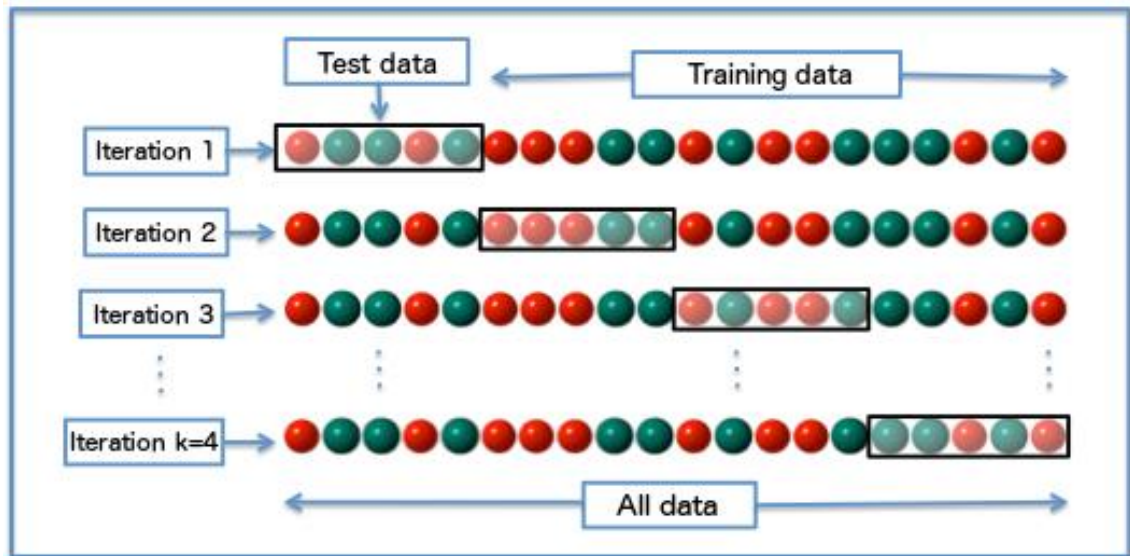 Test data
Training data
Iteration 1
Iteration 2
Iteration 3
Iteration k=4
All data